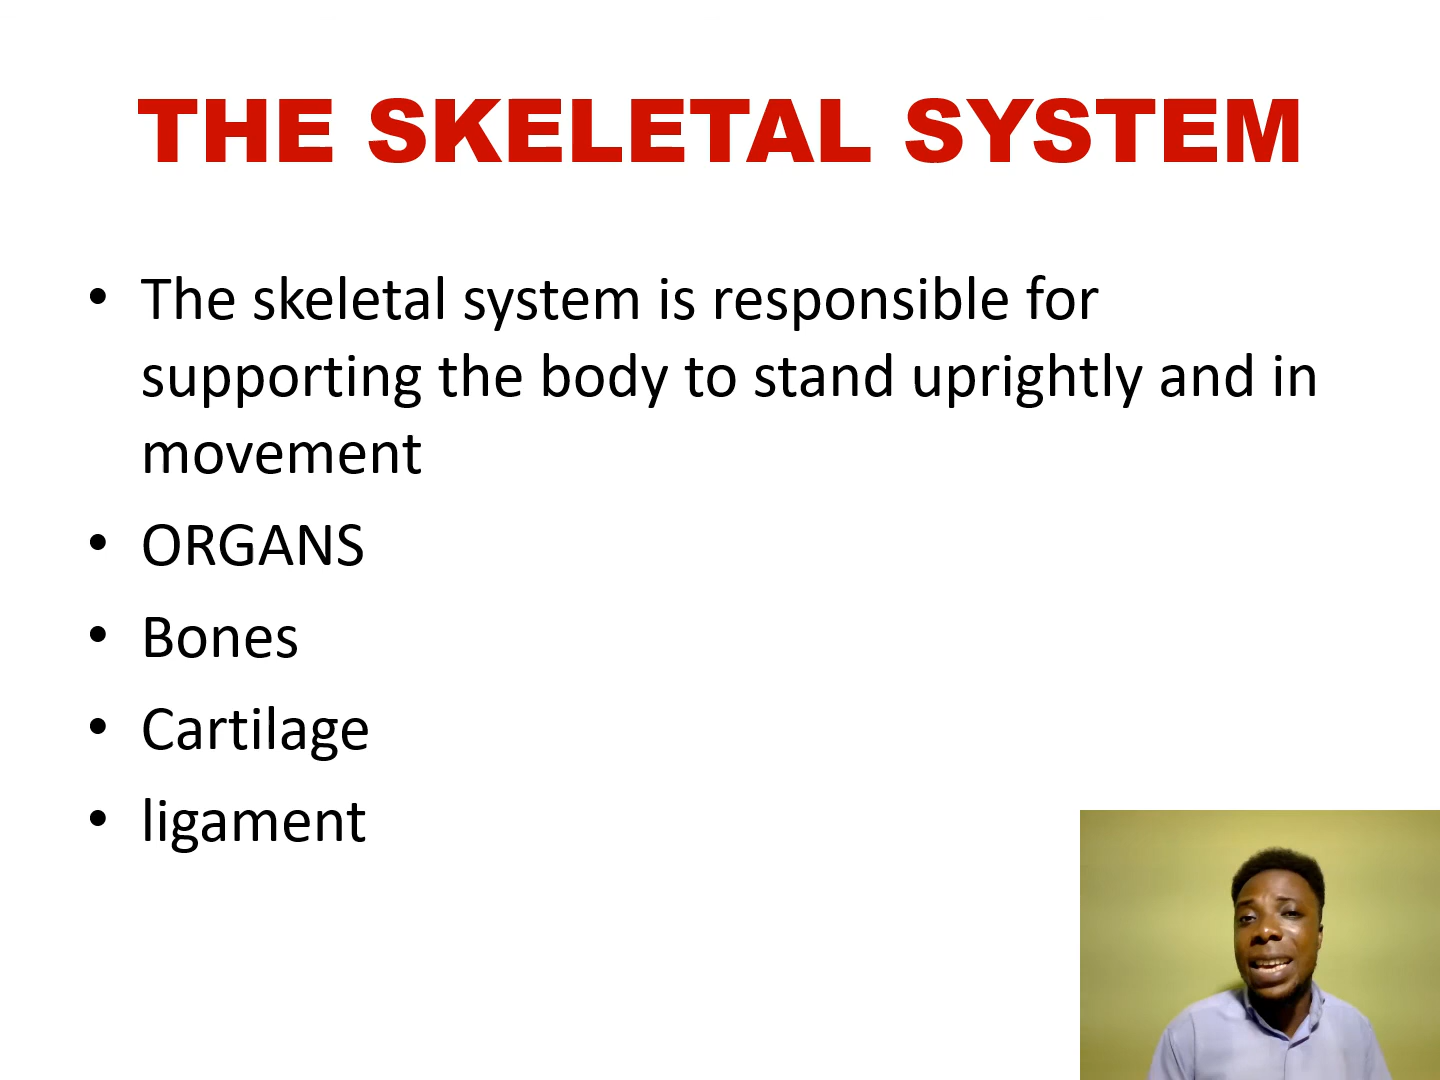 THE SKELETAL SYSTEM
• The skeletal system is responsible for
supporting the body to stand uprightly and in
movement
• ORGANS
• Bones
• Cartilage
• ligament